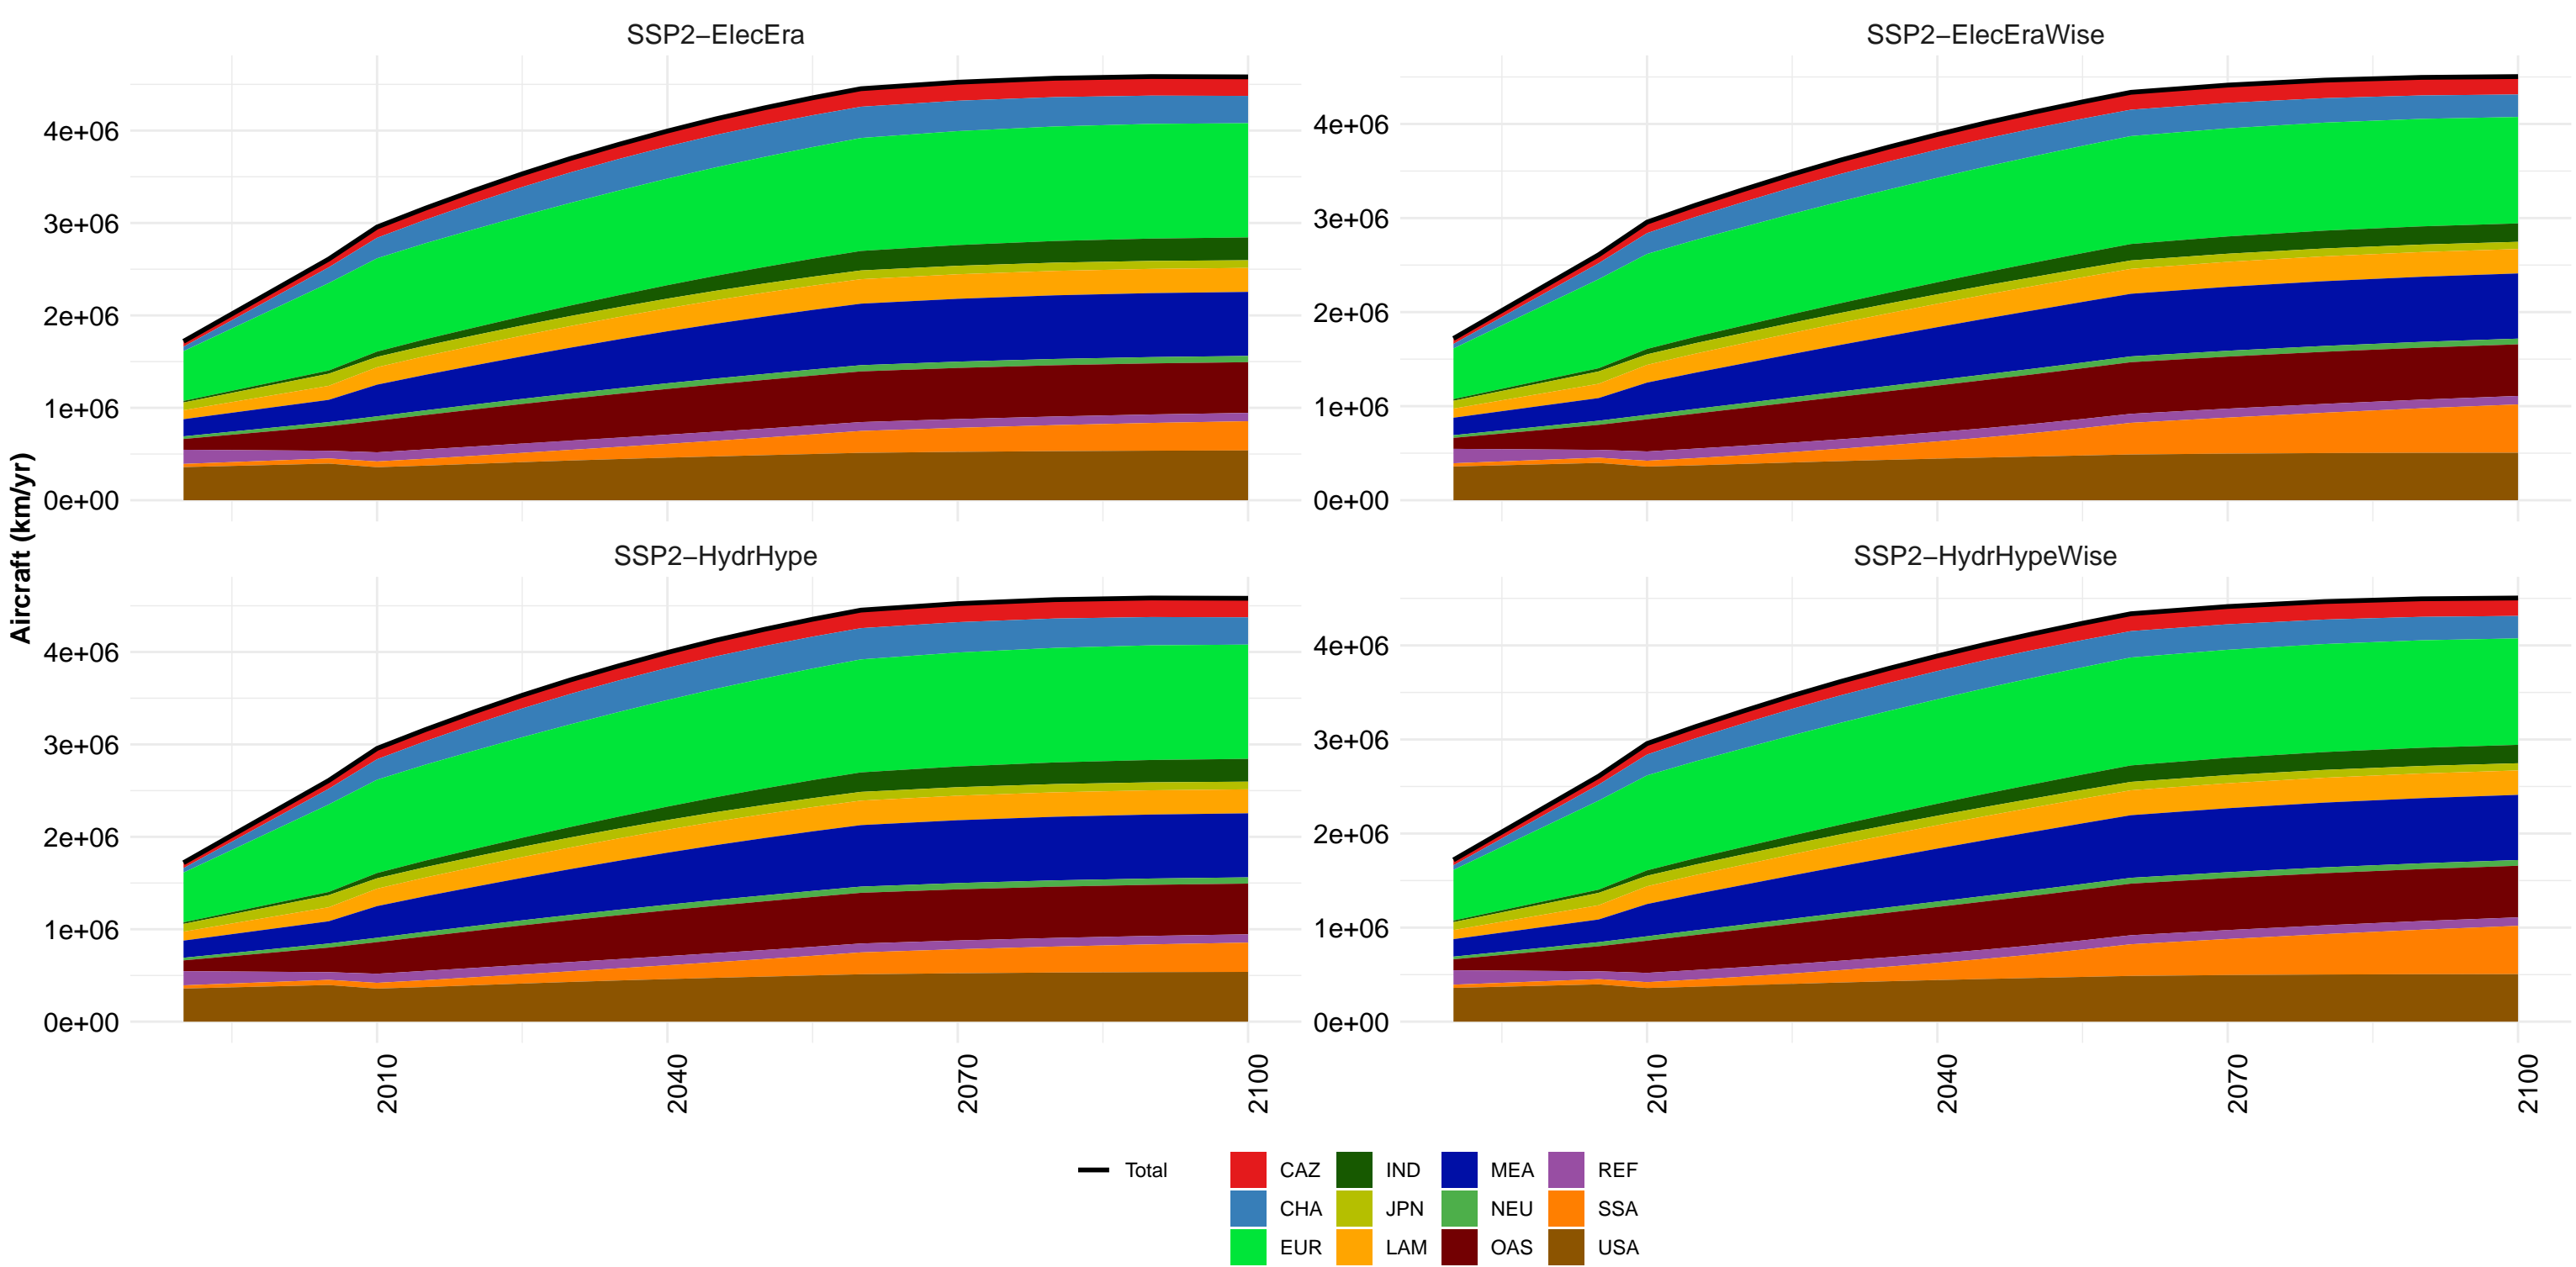 SSP2−ElecEra
SSP2−ElecEraWise
4e+06
3e+06
2e+06
1e+06
0e+00
4e+06
3e+06
2e+06
1e+06
0e+00
Aircraft (km/yr)
SSP2−HydrHype
SSP2−HydrHypeWise
4e+06
3e+06
2e+06
1e+06
0e+00
4e+06
3e+06
2e+06
1e+06
0e+00
2010
2040
2070
2100
2010
2040
2070
2100
Total
CAZ IND MEA REF
CHA JPN NEU SSA
EUR LAM OAS USA